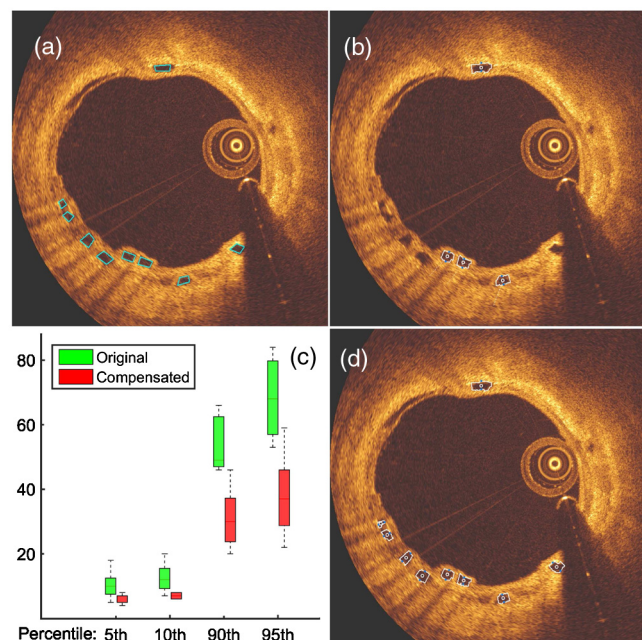 (a)
(b)
80
60
40
20
(c)
Original
Compensated
(d)
Percentile: 5th 10th 90th 95th